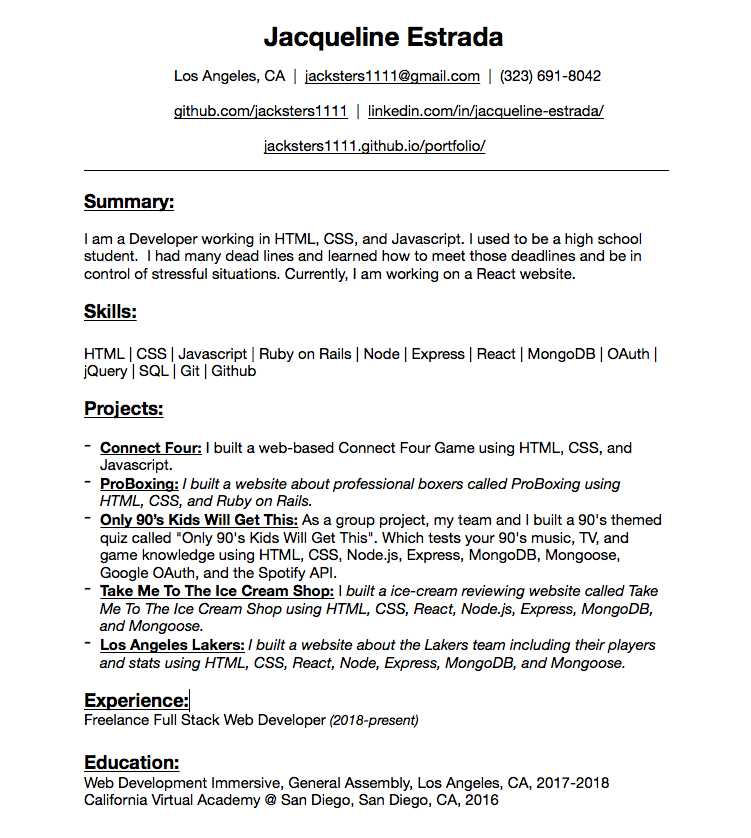 Jacqueline Estrada
Los Angeles, CA | jacksters1111@gmail.com | (323) 691-8042
github.com/jacksters1111 | linkedin.com/in/jacqueline-estrada/
jacksters1111.github.io/portfolio/
Summary:
I am a Developer working in HTML, CSS, and Javascript. I used to be a high school
student.  I had many dead lines and learned how to meet those deadlines and be in
control of stressful situations. Currently, I am working on a React website.
Skills:
HTML | CSS | Javascript | Ruby on Rails | Node | Express | React | MongoDB | OAuth |
jQuery | SQL | Git | Github
Projects:
- Connect Four: I built a web-based Connect Four Game using HTML, CSS, and
Javascript.
- ProBoxing: I built a website about professional boxers called ProBoxing using
HTML, CSS, and Ruby on Rails.
- Only 90’s Kids Will Get This: As a group project, my team and I built a 90's themed
quiz called "Only 90's Kids Will Get This". Which tests your 90's music, TV, and
game knowledge using HTML, CSS, Node.js, Express, MongoDB, Mongoose,
Google OAuth, and the Spotify API.
- Take Me To The Ice Cream Shop: I built a ice-cream reviewing website called Take
Me To The Ice Cream Shop using HTML, CSS, React, Node.js, Express, MongoDB,
and Mongoose.
- Los Angeles Lakers: I built a website about the Lakers team including their players
and stats using HTML, CSS, React, Node, Express, MongoDB, and Mongoose.
Experience:
Freelance Full Stack Web Developer (2018-present)
Education:
Web Development Immersive, General Assembly, Los Angeles, CA, 2017-2018
California Virtual Academy @ San Diego, San Diego, CA, 2016